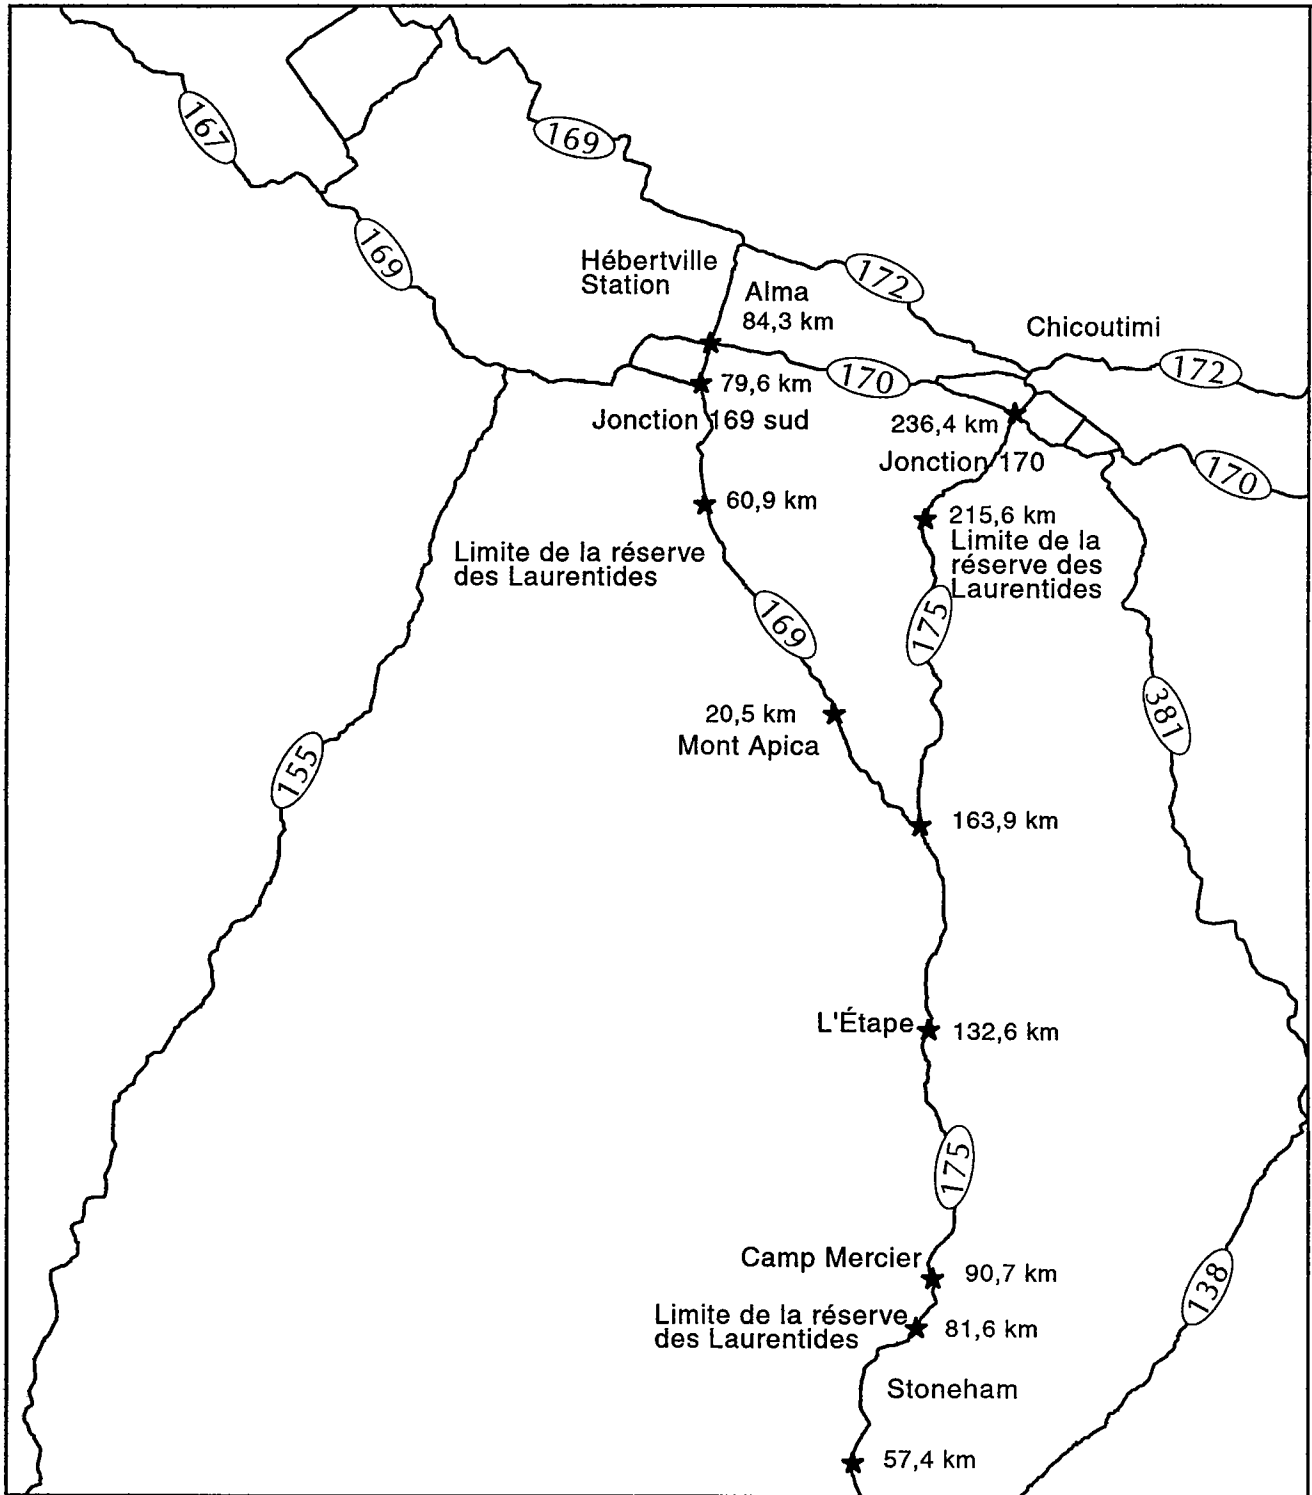 167
169
169
Hébertville
Station
Alma
84,3 km
172
Chicoutimi
172
79,6 km
170
Jonction 169 sud
236,4 km
Jonction 170
170
60,9 km
215,6 km
Limite de la
réserve des
Laurentides
Limite de la réserve
des Laurentides
169
175
381
20,5 km
Mont Apica
155
163,9 km
L'Étape
132,6 km
175
Camp Mercier
90,7 km
138
Limite de la réserve
des Laurentides
81,6 km
Stoneham
57,4 km